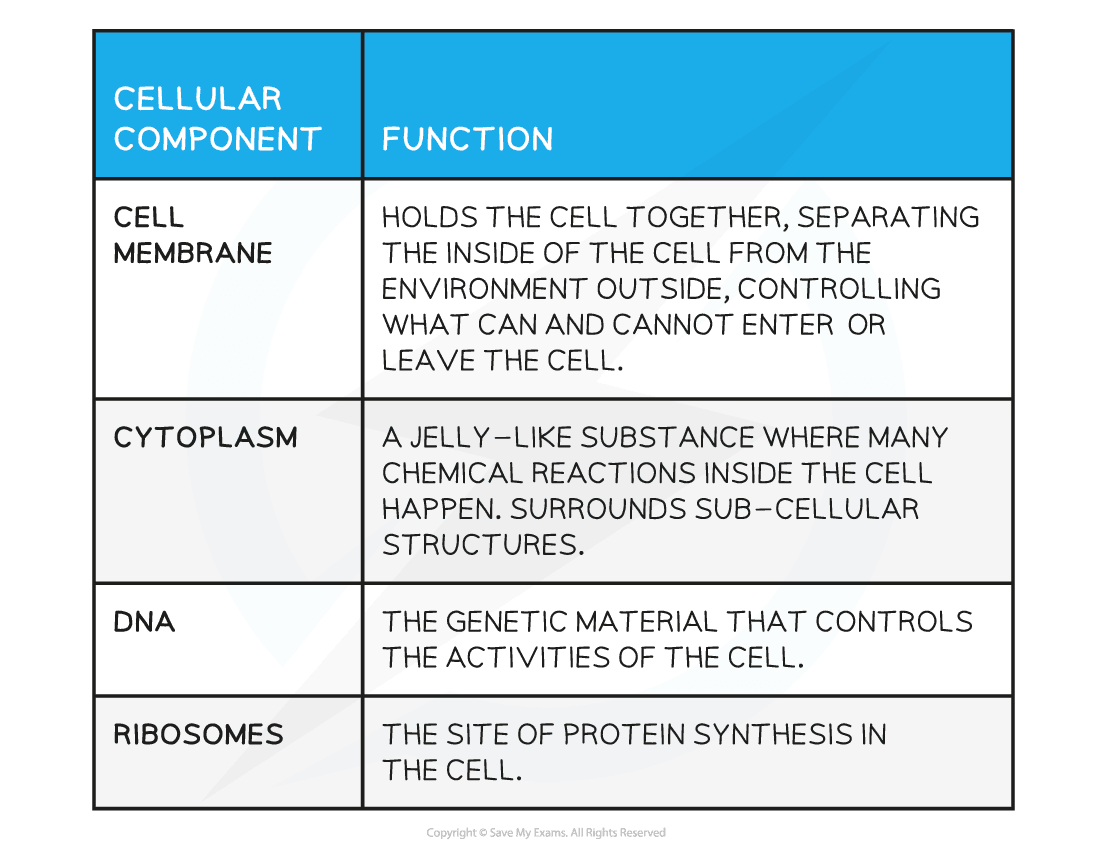 CELLULAR
COMPONENT
FUNCTION
CELL
MEMBRANE
HOLDS THE CELL TOGETHER, SEPARATING
THE INSIDE OF THE CELL FROM THE
ENVIRONMENT OUTSIDE, CONTROLLING
WHAT CAN AND CANNOT ENTER OR
LEAVE THE CELL.
CYTOPLASM
A JELLY-LIKE SUBSTANCE WHERE MANY
CHEMICAL REACTIONS INSIDE THE CELL
HAPPEN. SURROUNDS SUB-CELLULAR
STRUCTURES.
DNA
THE GENETIC MATERIAL THAT CONTROLS
THE ACTIVITIES OF THE CELL.
RIBOSOMES
THE SITE OF PROTEIN SYNTHESIS IN
THE CELL.
Copyright © Save My Exams. All Rights Reserved